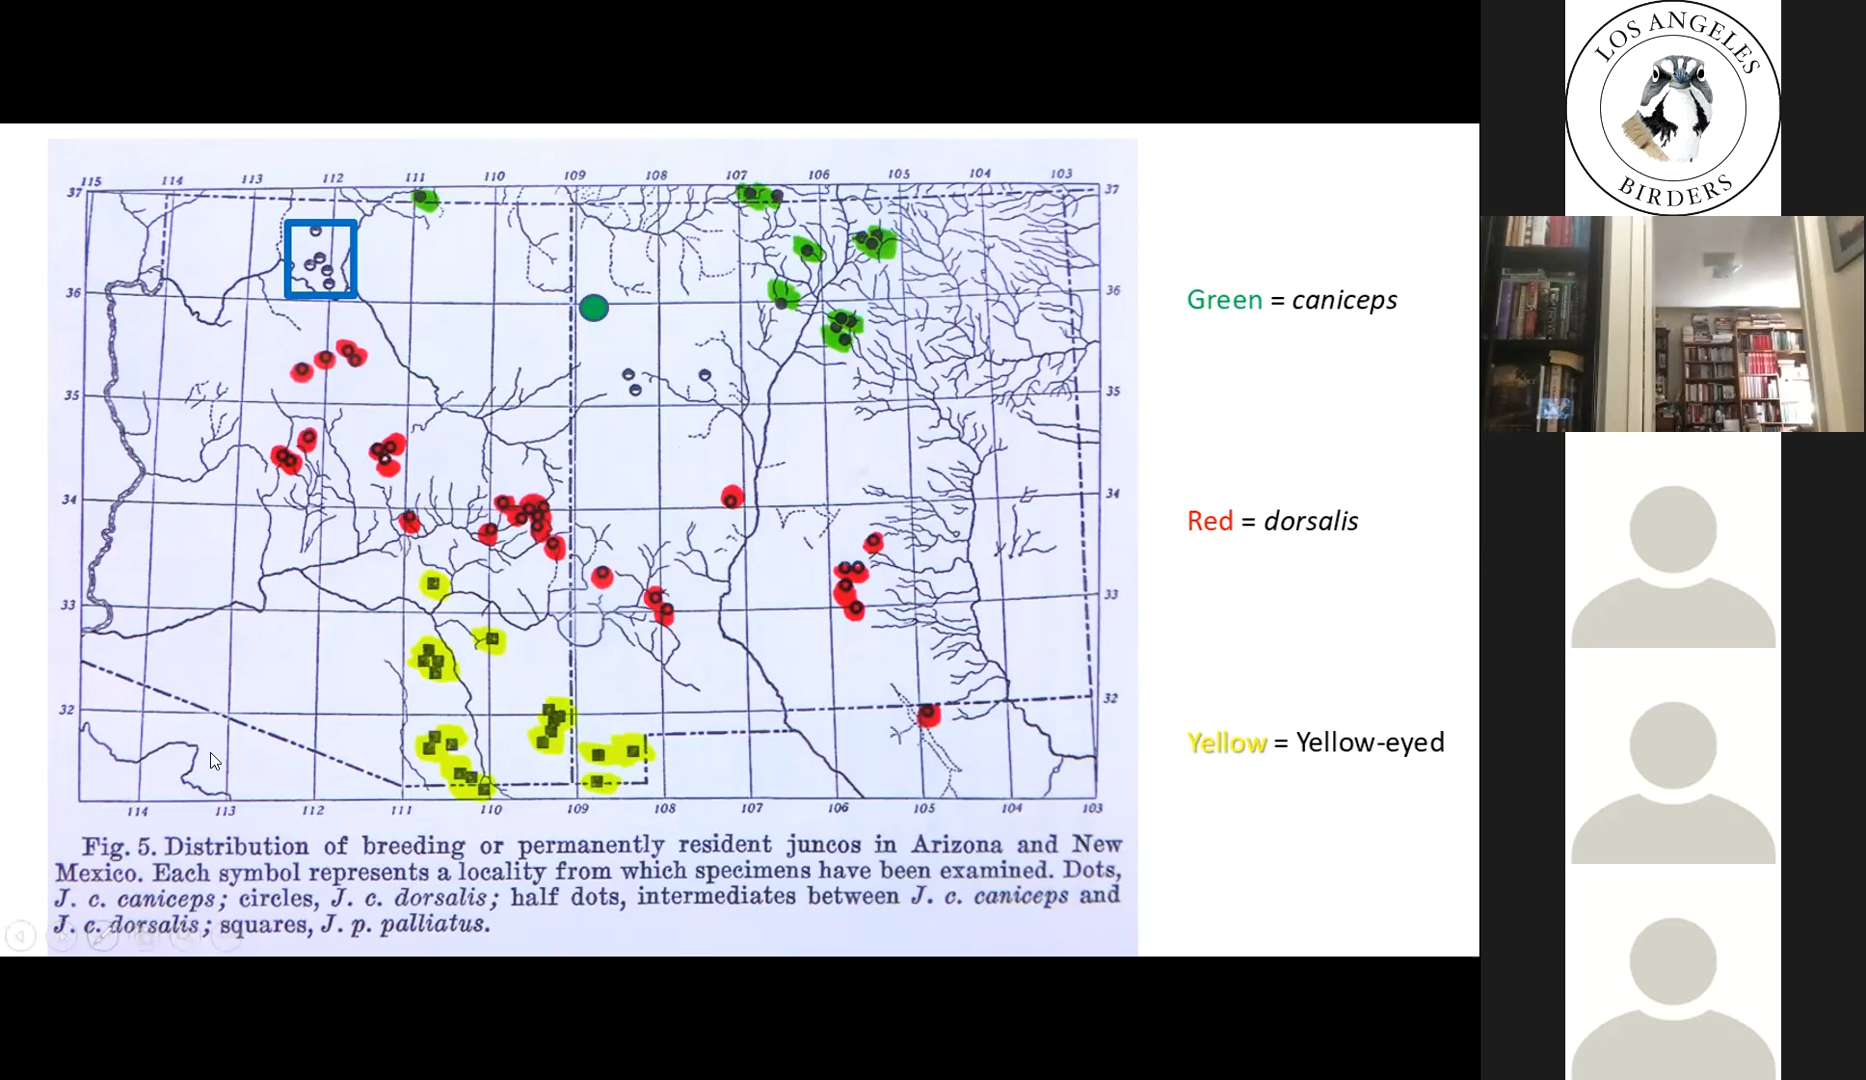 LOS ANGELES
BIRDERS
115 114 113 112 111 110 109 108 107 106 105 104 103
37 37
36 36
35 35
34 34
33 33
32 32
114 113 112 111 110 109 108 107 106 105 104 103
Fig. 5. Distribution of breeding or permanently resident juncos in Arizona and New
Mexico. Each symbol represents a locality from which specimens have been examined. Dots,
J. c. caniceps; circles, J. c. dorsalis; half dots, intermediates between J. c. caniceps and
J. c. dorsalis; squares, J. p. palliatus.
Green = caniceps
Red = dorsalis
Yellow = Yellow-eyed